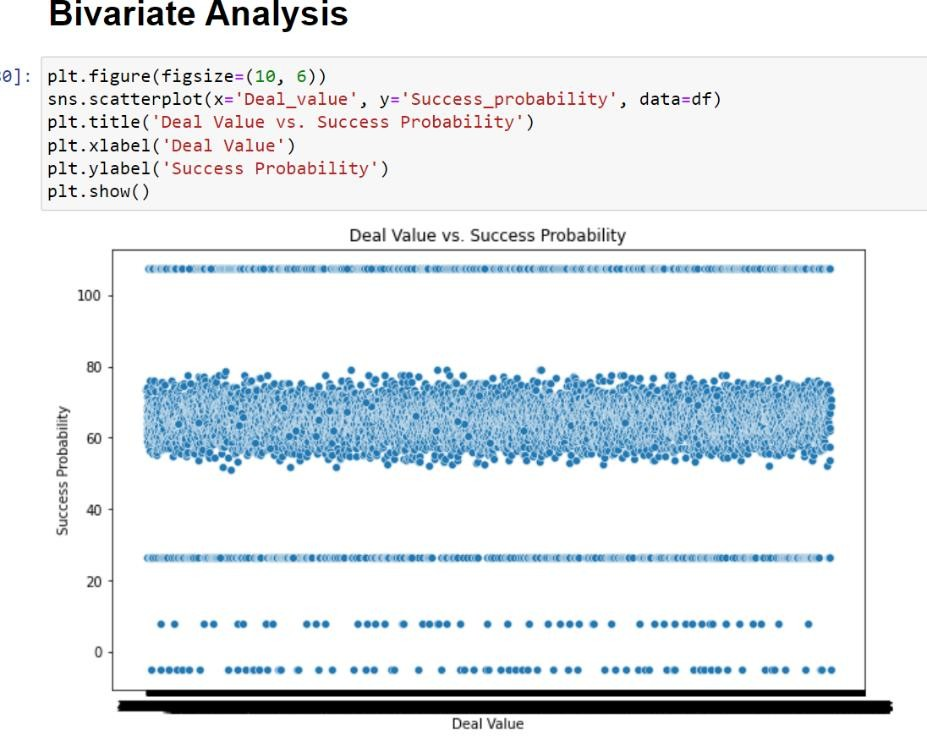 Bivariate Analysis
0]:
plt.figure(figsize=(10, 6))
sns.scatterplot(x='Deal_value', y='Success_probability', data=df)
plt.title('Deal Value vs. Success Probability')
plt.xlabel('Deal Value')
plt.ylabel('Success Probability')
plt.show()
Deal Value vs. Success Probability
100
80
60
40
20
0
Success Probability
Deal Value